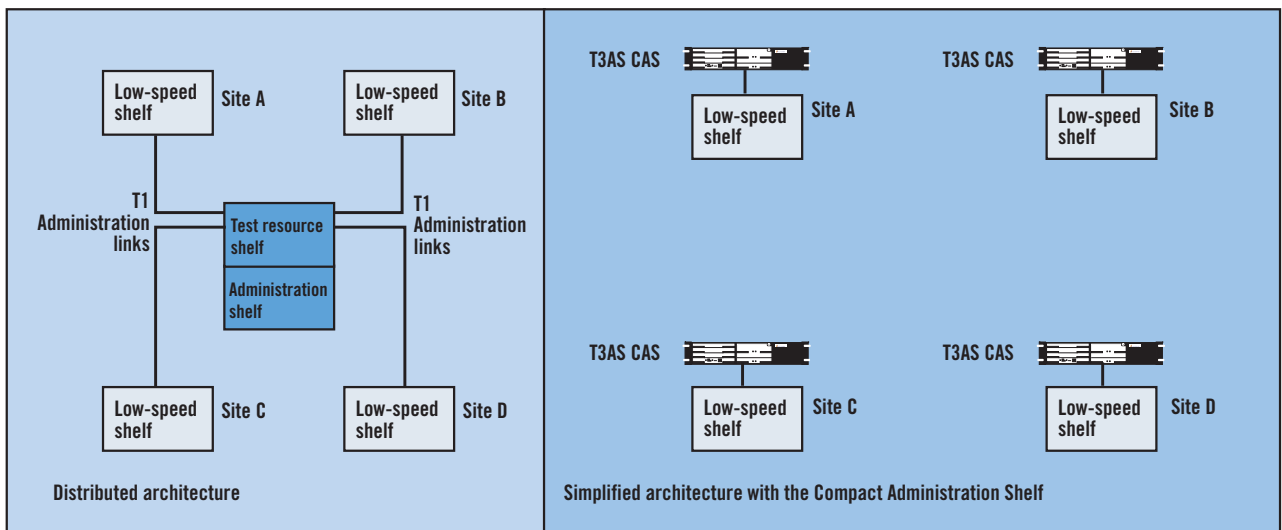 Low-speed
shelf
Site A
Low-speed
shelf
Site B
T1
Administration
links
Test resource
shelf
Administration
shelf
T1
Administration
links
Low-speed
shelf
Site C
Low-speed
shelf
Site D
Distributed architecture
T3AS CAS
Low-speed
shelf
Site A
T3AS CAS
Low-speed
shelf
Site B
T3AS CAS
Low-speed
shelf
Site C
T3AS CAS
Low-speed
shelf
Site D
Simplified architecture with the Compact Administration Shelf